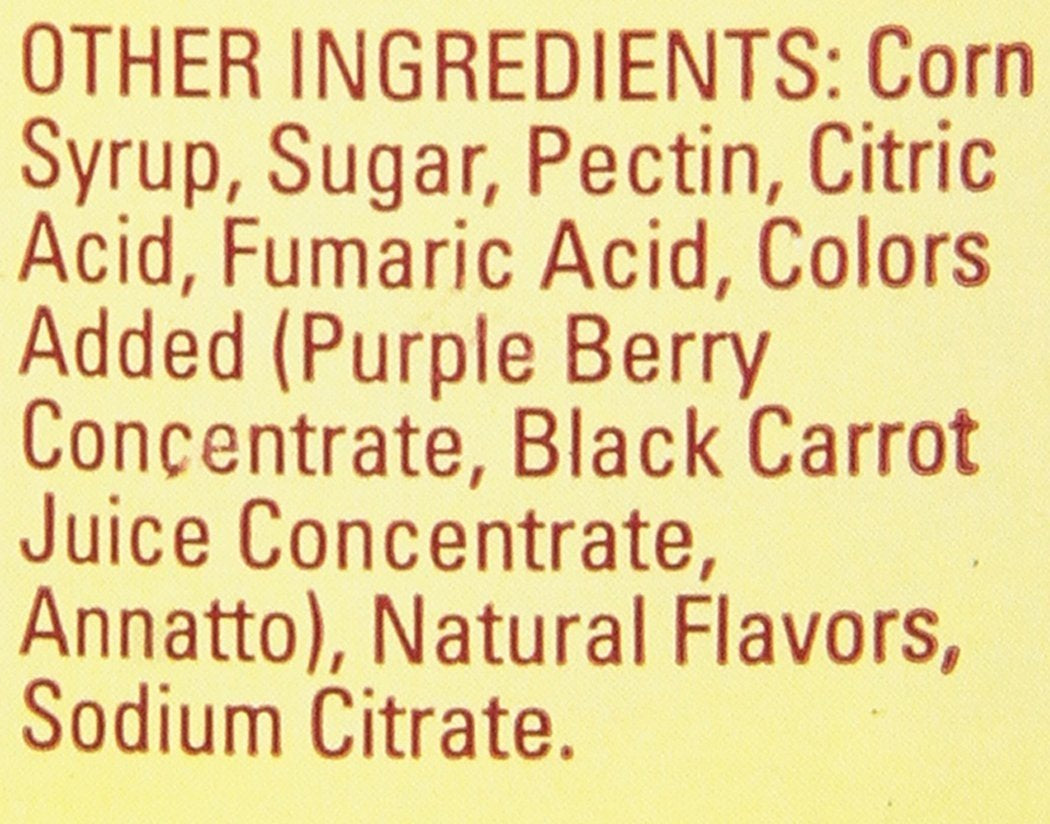 OTHER INGREDIENTS: Corn
Syrup, Sugar, Pectin, Citric
Acid, Fumaric Acid, Colors
Added (Purple Berry
Concentrate, Black Carrot
Juice Concentrate,
Annatto), Natural Flavors,
Sodium Citrate.